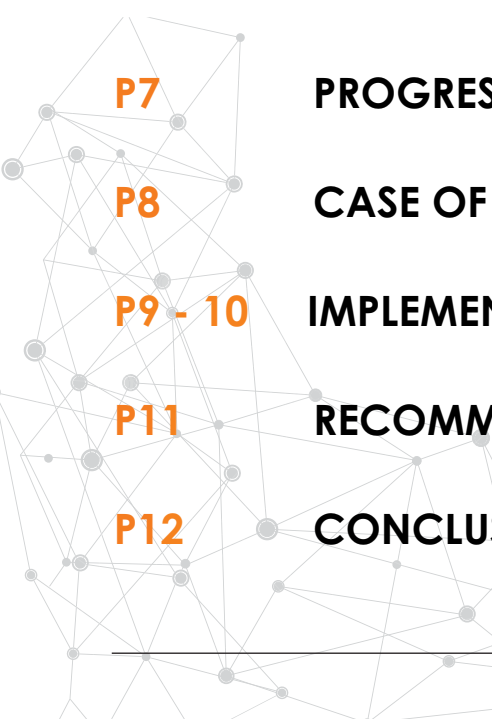 P7 PROGRES
P8 CASE OF
P9 - 10 IMPLEMEN
P11 RECOMM
P12 CONCLUS